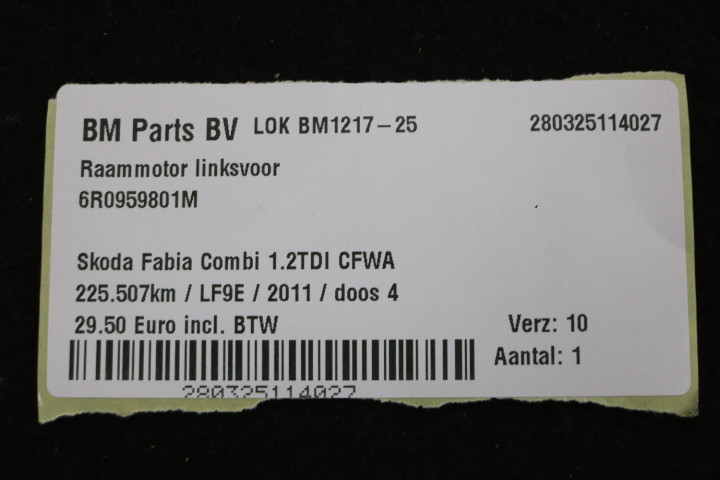 BM Parts BV LOK BM1217-25 280325114027
Raammotor linksvoor
6R0959801M
Skoda Fabia Combi 1.2TDI CFWA
225.507km / LF9E / 2011 / doos 4
29.50 Euro incl. BTW Verz: 10
Aantal: 1
280325114027